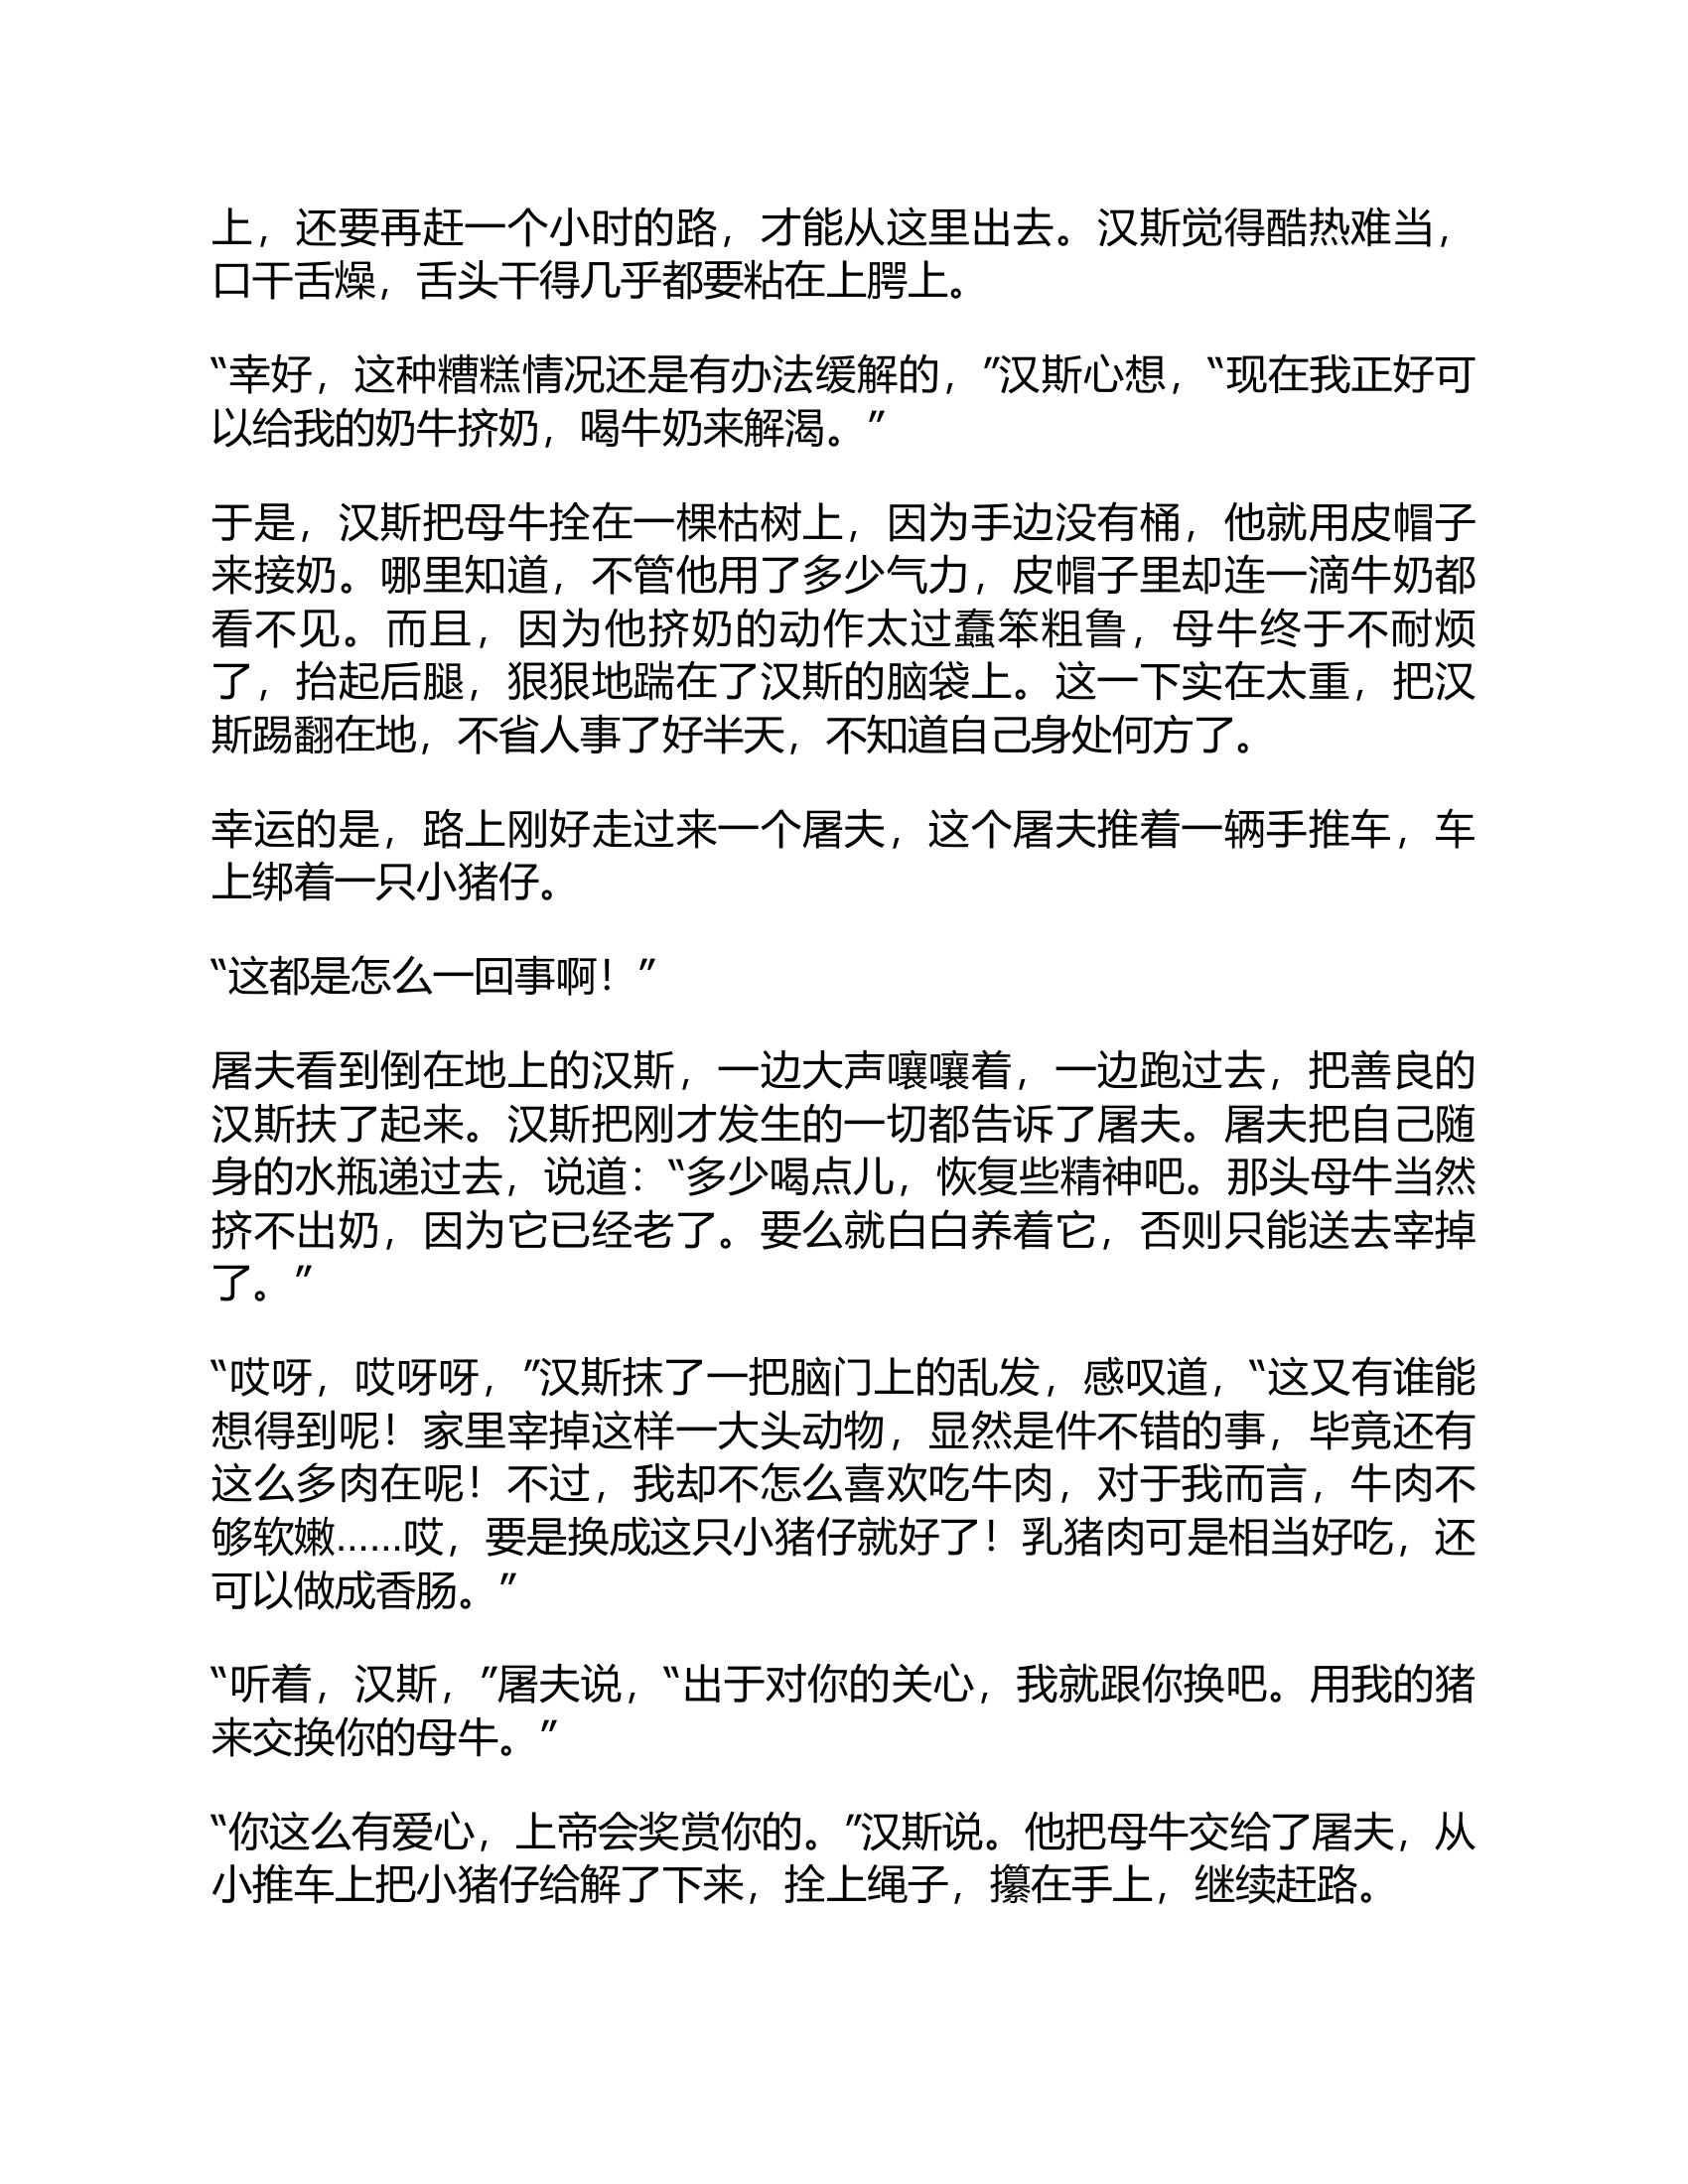 上，还要再赶一个小时的路，才能从这里出去。汉斯觉得酷热难当，
口干舌燥，舌头干得几乎都要粘在上腭上。
“幸好，这种糟糕情况还是有办法缓解的，”汉斯心想，“现在我正好可
以给我的奶牛挤奶，喝牛奶来解渴。”
于是，汉斯把母牛拴在一棵枯树上，因为手边没有桶，他就用皮帽子
来接奶。哪里知道，不管他用了多少气力，皮帽子里却连一滴牛奶都
看不见。而且，因为他挤奶的动作太过蠢笨粗鲁，母牛终于不耐烦
了，抬起后腿，狠狠地踹在了汉斯的脑袋上。这一下实在太重，把汉
斯踢翻在地，不省人事了好半天，不知道自己身处何方了。
幸运的是，路上刚好走过来一个屠夫，这个屠夫推着一辆手推车，车
上绑着一只小猪仔。
“这都是怎么一回事啊！”
屠夫看到倒在地上的汉斯，一边大声嚷嚷着，一边跑过去，把善良的
汉斯扶了起来。汉斯把刚才发生的一切都告诉了屠夫。屠夫把自己随
身的水瓶递过去，说道：“多少喝点儿，恢复些精神吧。那头母牛当然
挤不出奶，因为它已经老了。要么就白白养着它，否则只能送去宰掉
了。”
“哎呀，哎呀呀，”汉斯抹了一把脑门上的乱发，感叹道，“这又有谁能
想得到呢！家里宰掉这样一大头动物，显然是件不错的事，毕竟还有
这么多肉在呢！不过，我却不怎么喜欢吃牛肉，对于我而言，牛肉不
够软嫩……哎，要是换成这只小猪仔就好了！乳猪肉可是相当好吃，还
可以做成香肠。”
“听着，汉斯，”屠夫说，“出于对你的关心，我就跟你换吧。用我的猪
来交换你的母牛。”
“你这么有爱心，上帝会奖赏你的。”汉斯说。他把母牛交给了屠夫，从
小推车上把小猪仔给解了下来，拴上绳子，攥在手上，继续赶路。